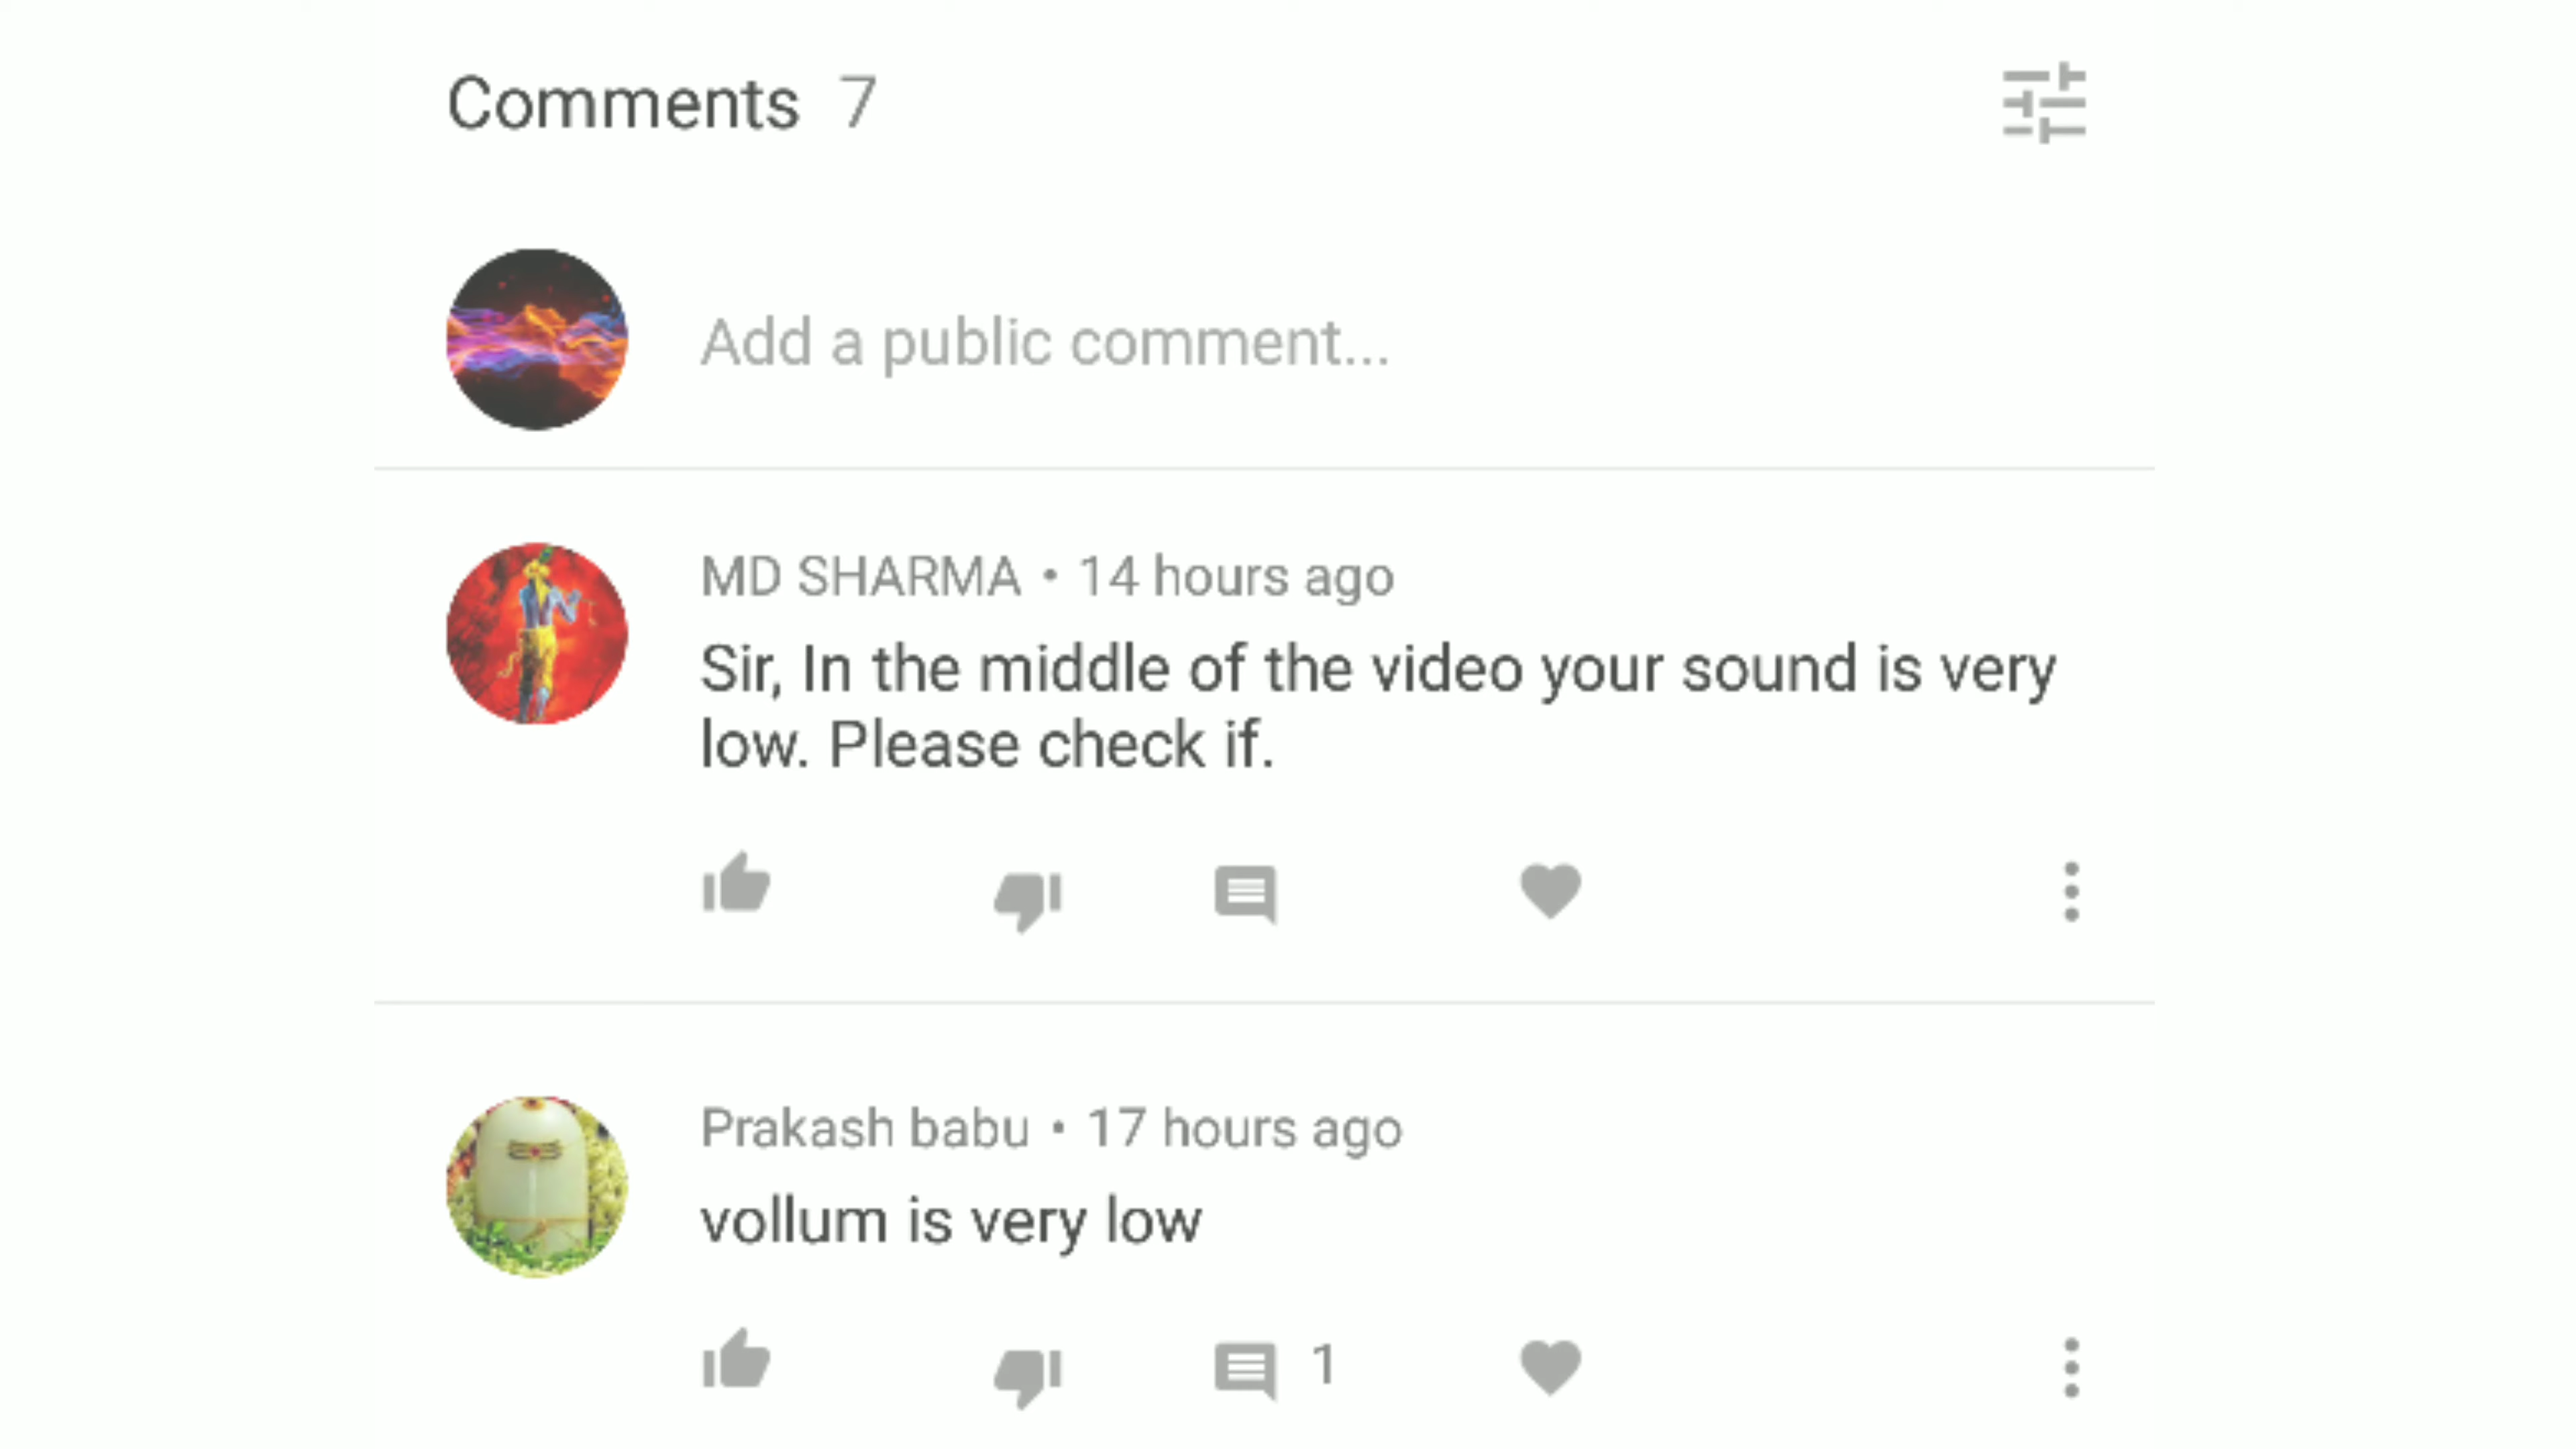 Comments 7
Add a public comment...
MD SHARMA • 14 hours ago
Sir, In the middle of the video your sound is very
low. Please check if.
Prakash babu • 17 hours ago
vollum is very low
1